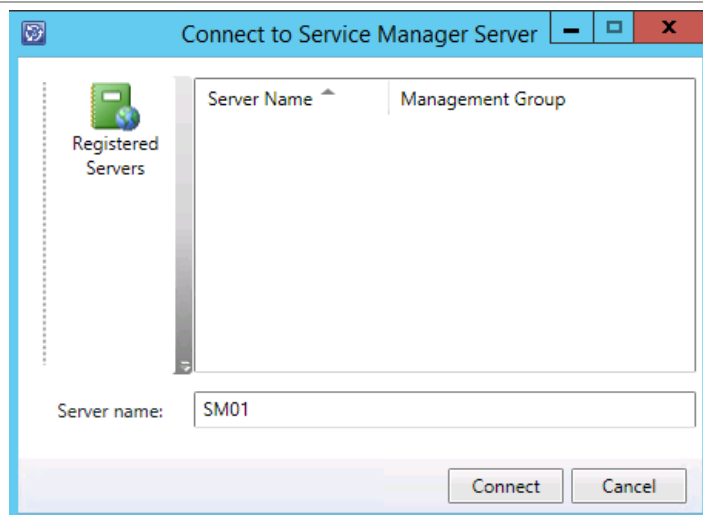 Connect to Service Manager Server
Server Name Management Group
Registered
Servers
Server name: SM01
Connect Cancel